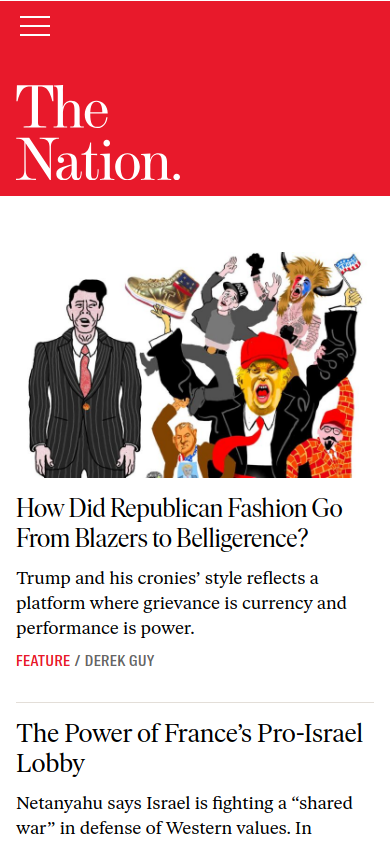 The
Nation.
How Did Republican Fashion Go
From Blazers to Belligerence?
Trump and his cronies’ style reflects a
platform where grievance is currency and
performance is power.
FEATURE / DEREK GUY
The Power of France’s Pro-Israel
Lobby
Netanyahu says Israel is fighting a “shared
war” in defense of Western values. In